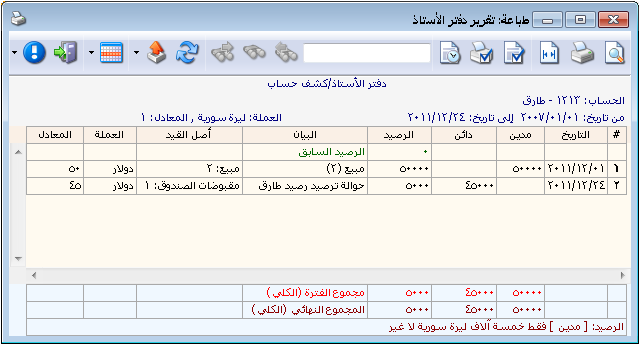 طباعة: تقرير دفتر الأستاذ
دفتر الأستاذ/كشف حساب
الحساب: ١٢١٣ - طارق
من تاريخ: ٢٠٠٧/٠١/٠١ إلى تاريخ: ٢٠١١/١٢/٢٤ العملة: ليرة سورية , المعادل: ١
# التاريخ مدين دائن الرصيد البيان أصل القيد العملة المعادل
٠ الرصيد السابق
١ ٢٠١١/١٢/٠١ ٥٠٠٠٠ ٥٠٠٠٠ مبيع (٢) مبيع: ٢ دولار ٥٠
٢ ٢٠١١/١٢/٢٤ ٤٥٠٠٠ ٥٠٠٠ حوالة ترصيد رصيد طارق مقبوضات الصندوق: ١ دولار ٤٥
٥٠٠٠٠ ٤٥٠٠٠ ٥٠٠٠ مجموع الفترة (الكلي)
٥٠٠٠٠ ٤٥٠٠٠ ٥٠٠٠ المجموع النهائي (الكلي)
الرصيد: [ مدين ] فقط خمسة آلاف ليرة سورية لا غير